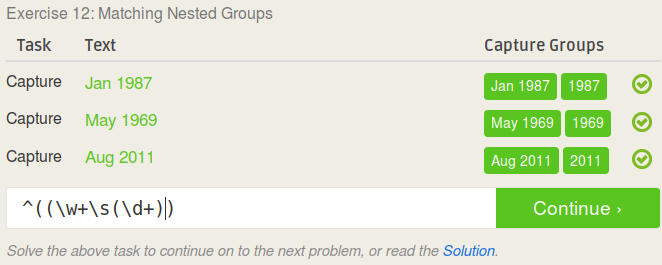 Exercise 12: Matching Nested Groups
Task Text Capture Groups
Capture Jan 1987 Jan 1987 1987
Capture May 1969 May 1969 1969
Capture Aug 2011 Aug 2011 2011
^((\w+\s(\d+)) Continue ›
Solve the above task to continue on to the next problem, or read the Solution.